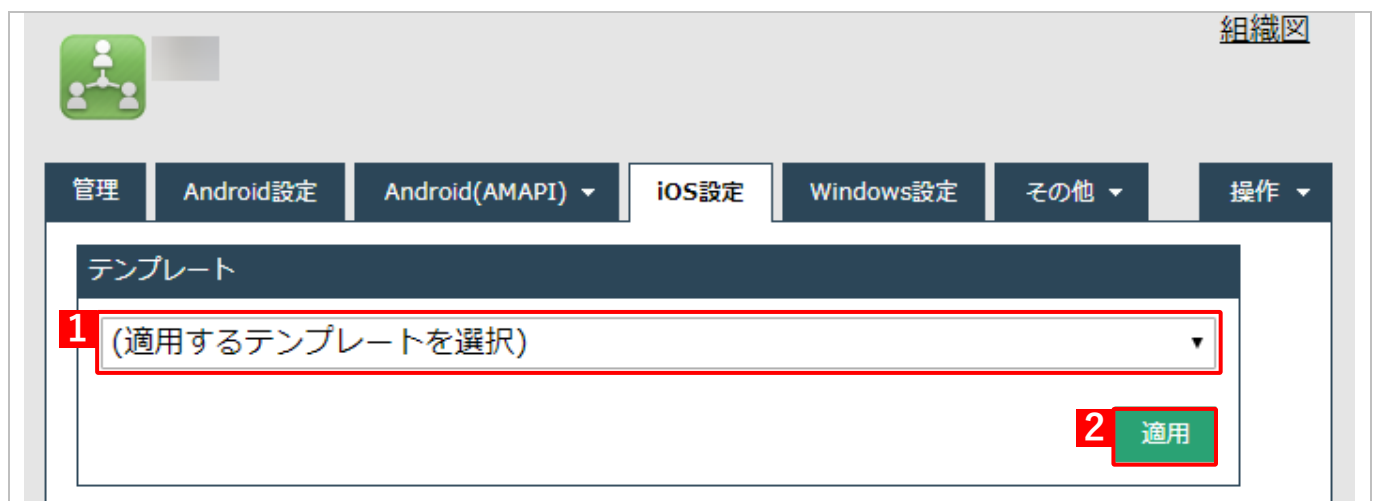 組織図
管理 Android設定 Android(AMAPI) iOS設定 Windows設定 その他 操作
テンプレート
1 (適用するテンプレートを選択)
2 適用